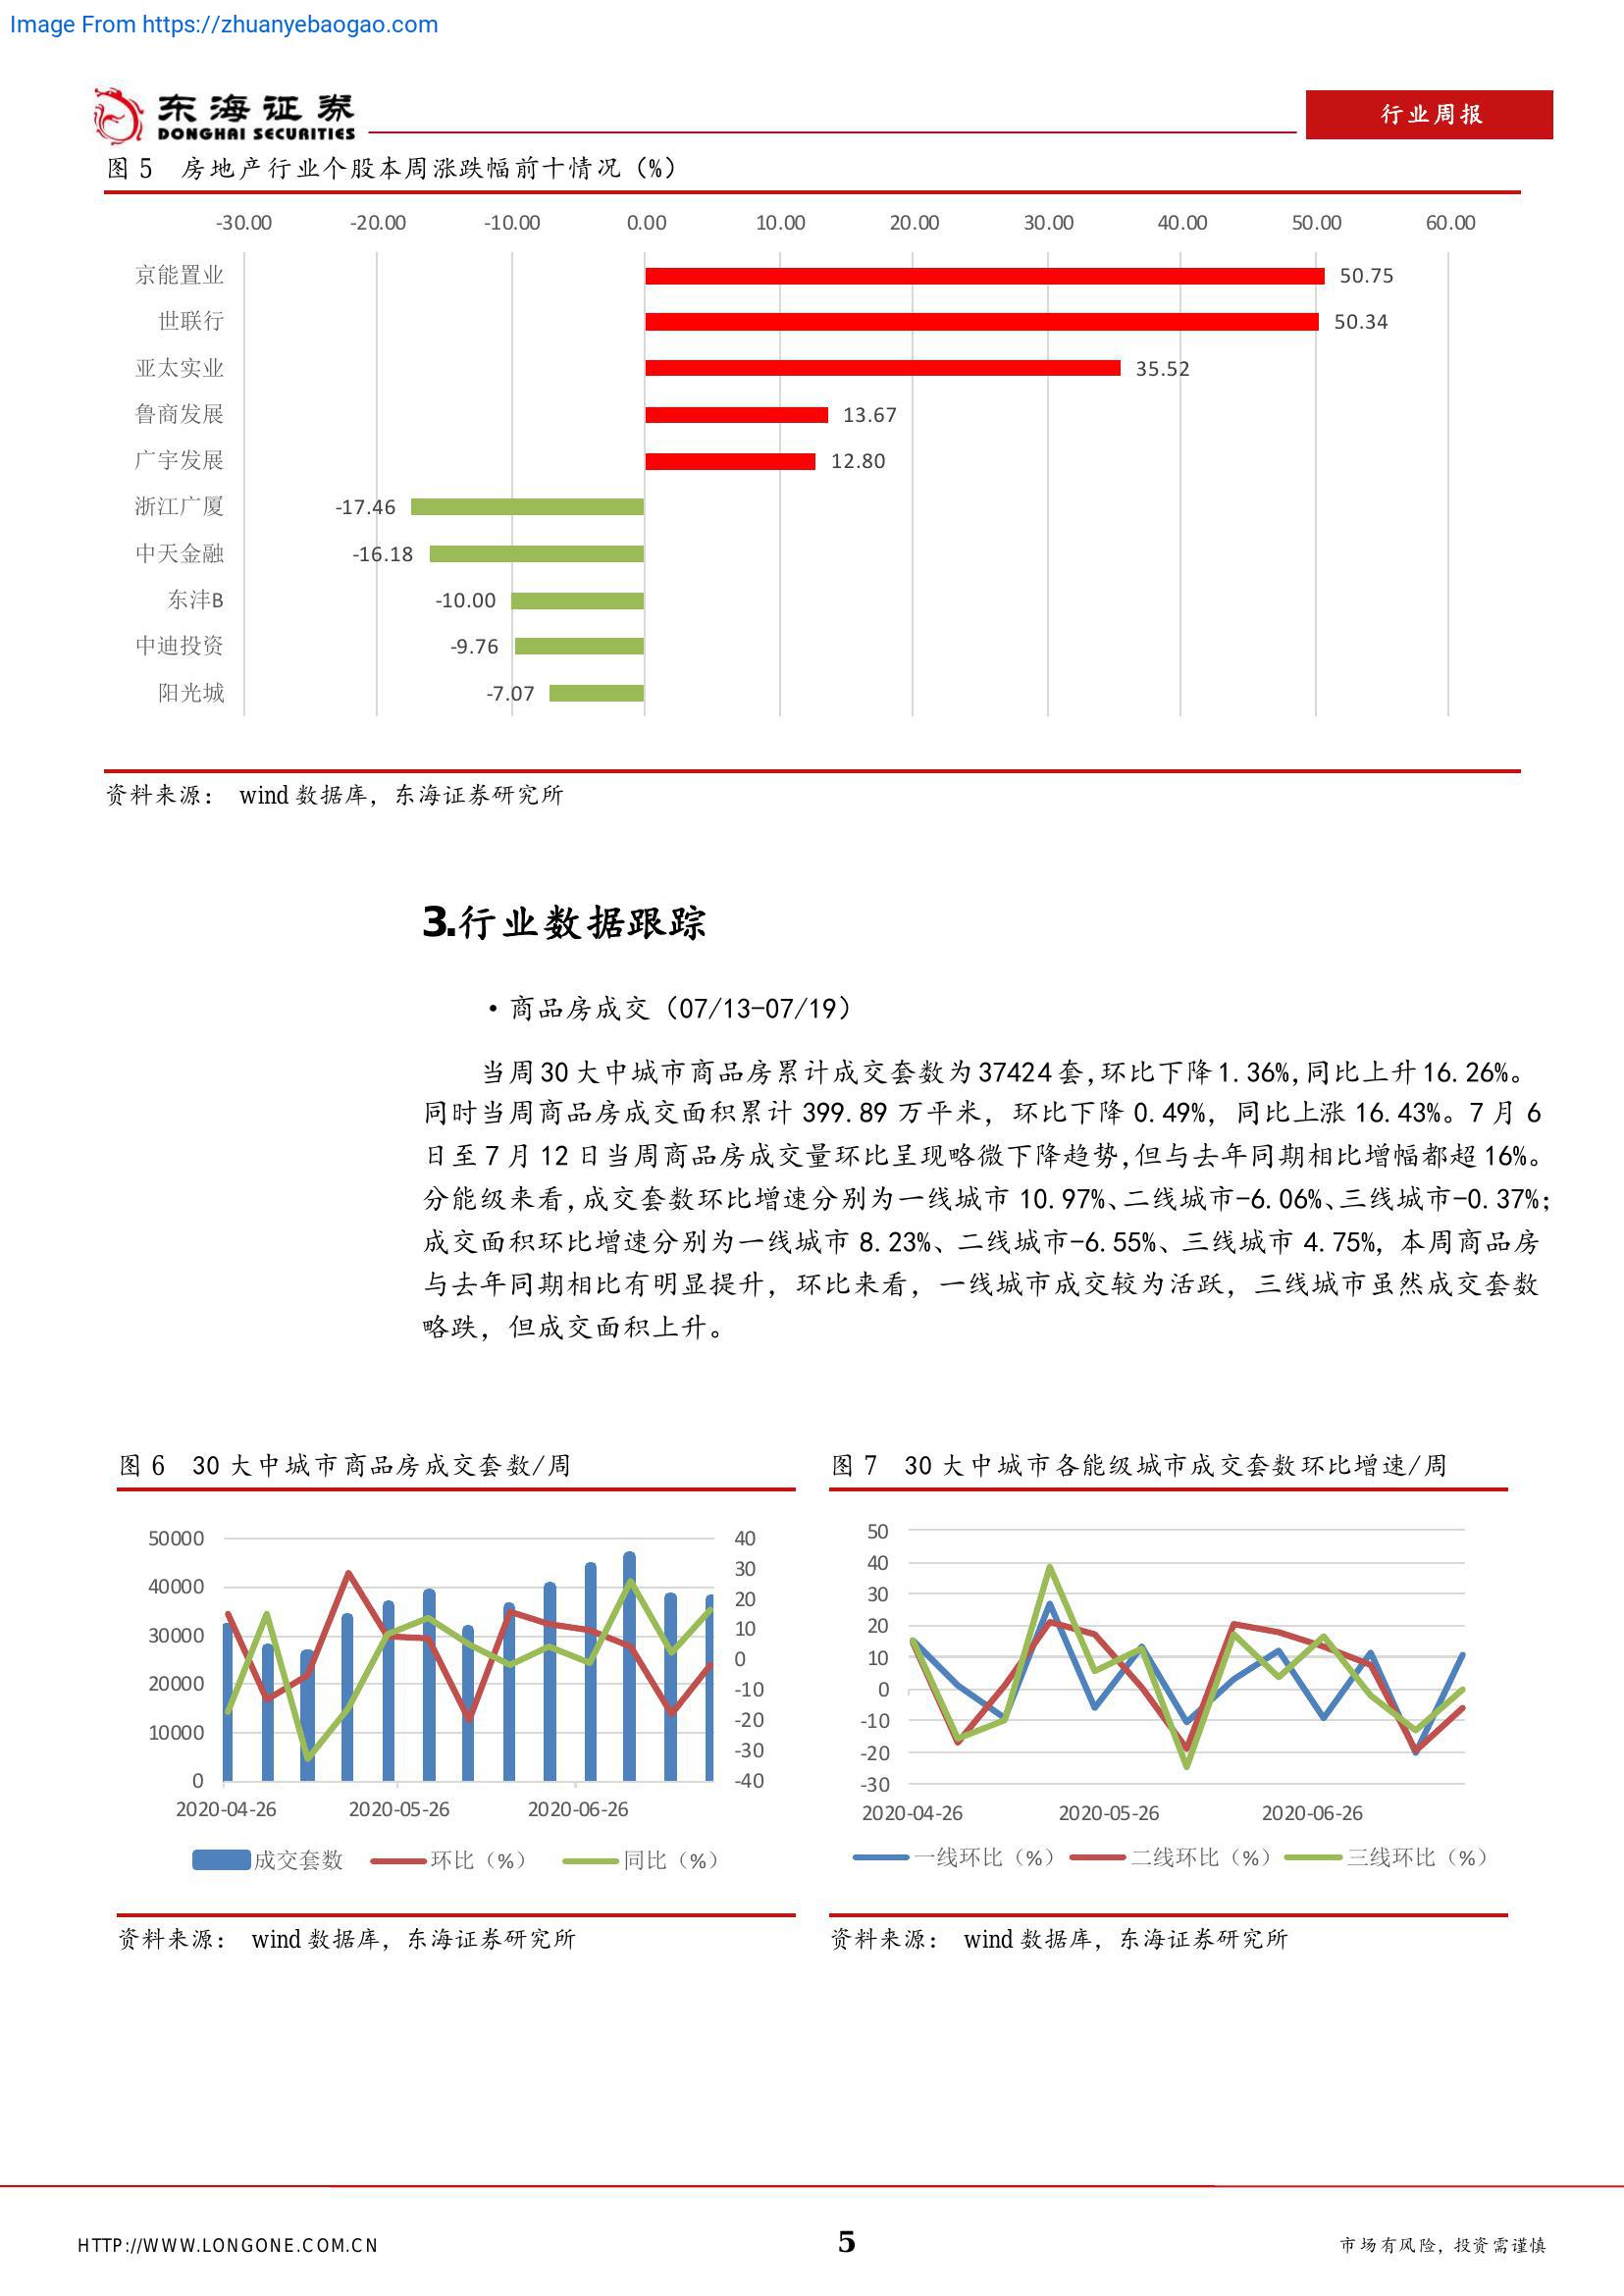 Image From https://zhuanyebaogao.com
东海证券
DONGHAI SECURITIES
行业周报
图 5 房地产行业个股本周涨跌幅前十情况（%）
-30.00 -20.00 -10.00 0.00 10.00 20.00 30.00 40.00 50.00 60.00
京能置业 50.75
世联行 50.34
亚太实业 35.52
鲁商发展 13.67
广宇发展 12.80
浙江广厦 -17.46
中天金融 -16.18
东沣B -10.00
中迪投资 -9.76
阳光城 -7.07
资料来源： wind 数据库，东海证券研究所
3.行业数据跟踪
·商品房成交（07/13-07/19）
当周 30 大中城市商品房累计成交套数为 37424 套,环比下降 1.36%,同比上升 16.26%。
同时当周商品房成交面积累计 399.89 万平米，环比下降 0.49%，同比上涨 16.43%。7 月 6
日至 7 月 12 日当周商品房成交量环比呈现略微下降趋势,但与去年同期相比增幅都超 16%。
分能级来看,成交套数环比增速分别为一线城市 10.97%、二线城市-6.06%、三线城市-0.37%;
成交面积环比增速分别为一线城市 8.23%、二线城市-6.55%、三线城市 4.75%，本周商品房
与去年同期相比有明显提升，环比来看，一线城市成交较为活跃，三线城市虽然成交套数
略跌，但成交面积上升。
图 6 30 大中城市商品房成交套数/周
50000 40
30
40000 20
30000 10
0
20000 -10
10000 -20
-30
0 -40
2020-04-26 2020-05-26 2020-06-26
成交套数 环比（%） 同比（%）
资料来源： wind 数据库，东海证券研究所
图 7 30 大中城市各能级城市成交套数环比增速/周
50
40
30
20
10
0
-10
-20
-30
2020-04-26 2020-05-26 2020-06-26
一线环比（%） 二线环比（%） 三线环比（%）
资料来源： wind 数据库，东海证券研究所
HTTP://WWW.LONGONE.COM.CN 5 市场有风险，投资需谨慎